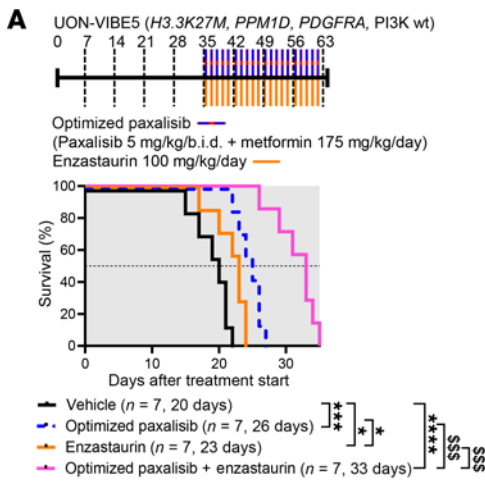 A
UON-VIBE5 (H3.3K27M, PPM1D, PDGFRA, PI3K wt)
0 7 14 21 28 35 42 49 56 63
Optimized paxalisib
(Paxalisib 5 mg/kg/b.i.d. + metformin 175 mg/kg/day)
Enzastaurin 100 mg/kg/day
Survival (%)
100
80
60
40
20
0
0 10 20 30
Days after treatment start
Vehicle (n = 7, 20 days)
Optimized paxalisib (n = 7, 26 days)
Enzastaurin (n = 7, 23 days)
Optimized paxalisib + enzastaurin (n = 7, 33 days)
***
*
*
****
$$$
$$$